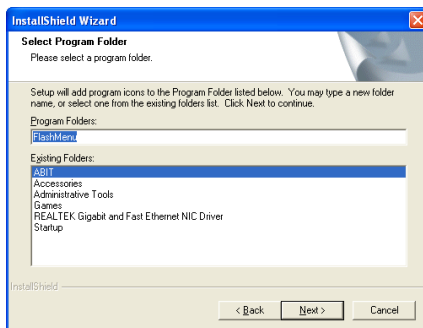 InstallShield Wizard
Select Program Folder
Please select a program folder.
Setup will add program icons to the Program Folder listed below. You may type a new folder
name, or select one from the existing folders list. Click Next to continue.
Program Folders:
FlashMenu
Existing Folders:
ABIT
Accessories
Administrative Tools
Games
REALTEK Gigabit and Fast Ethernet NIC Driver
Startup
InstallShield
< Back Next > Cancel